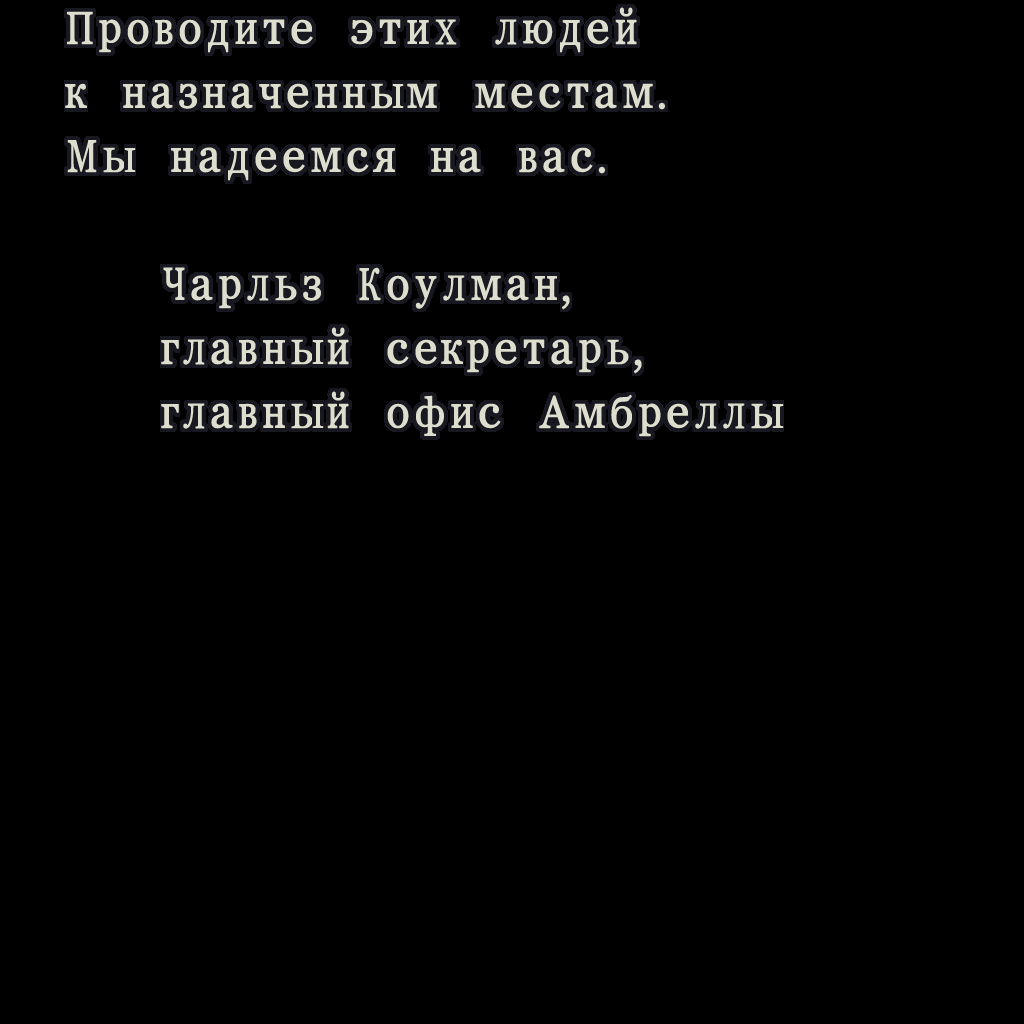 Проводите этих людей
к назначенным местам.
Мы надеемся на вас.
Чарльз Коулман,
главный секретарь,
главный офис Амбреллы